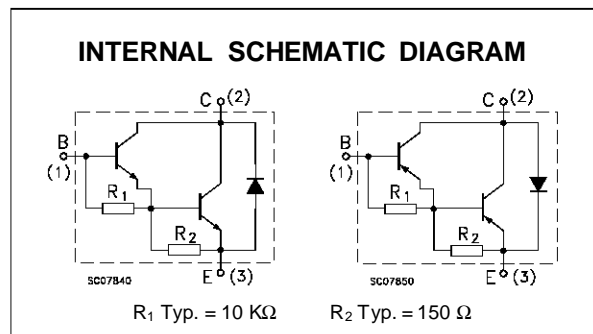 INTERNAL SCHEMATIC DIAGRAM
C (2)
B
(1)
R1
R2
E (3)
SC07840
C (2)
B
(1)
R1
R2
E (3)
SC07850
R1 Typ. = 10 KΩ
R2 Typ. = 150 Ω